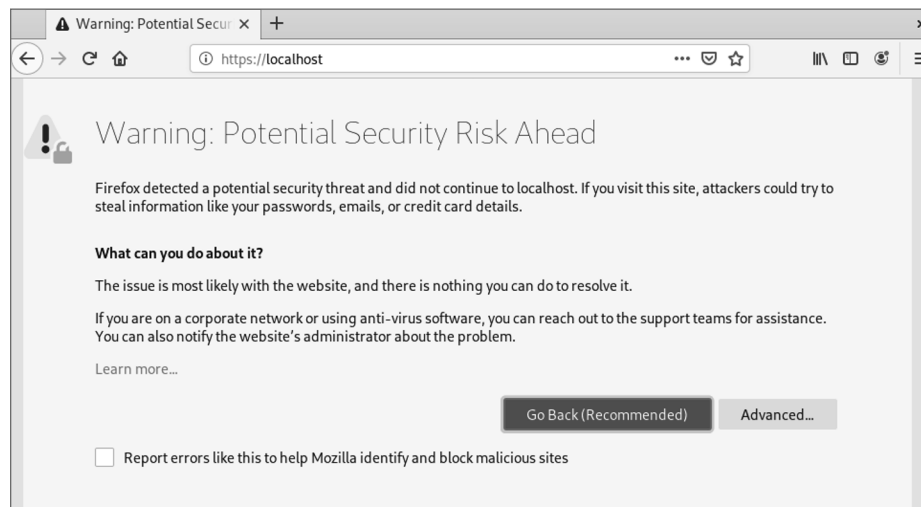 Warning: Potential Secur
https://localhost
Warning: Potential Security Risk Ahead
Firefox detected a potential security threat and did not continue to localhost. If you visit this site, attackers could try to
steal information like your passwords, emails, or credit card details.
What can you do about it?
The issue is most likely with the website, and there is nothing you can do to resolve it.
If you are on a corporate network or using anti-virus software, you can reach out to the support teams for assistance.
You can also notify the website’s administrator about the problem.
Learn more…
Go Back (Recommended) Advanced…
Report errors like this to help Mozilla identify and block malicious sites